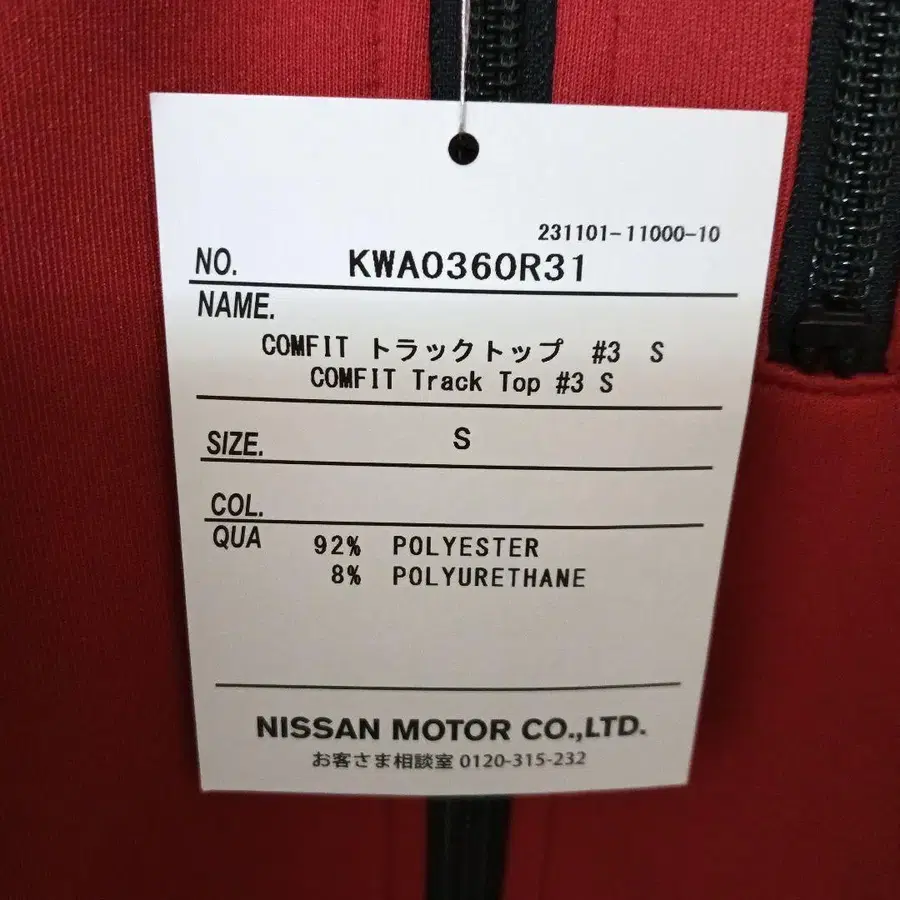 231101-11000-10
NO. KWA0360R31
NAME.
COMFIT トラックトップ #3 S
COMFIT Track Top #3 S
SIZE. S
COL.
QUA 92% POLYESTER
8% POLYURETHANE
NISSAN MOTOR CO.,LTD.
お客さま相談室 0120-315-232